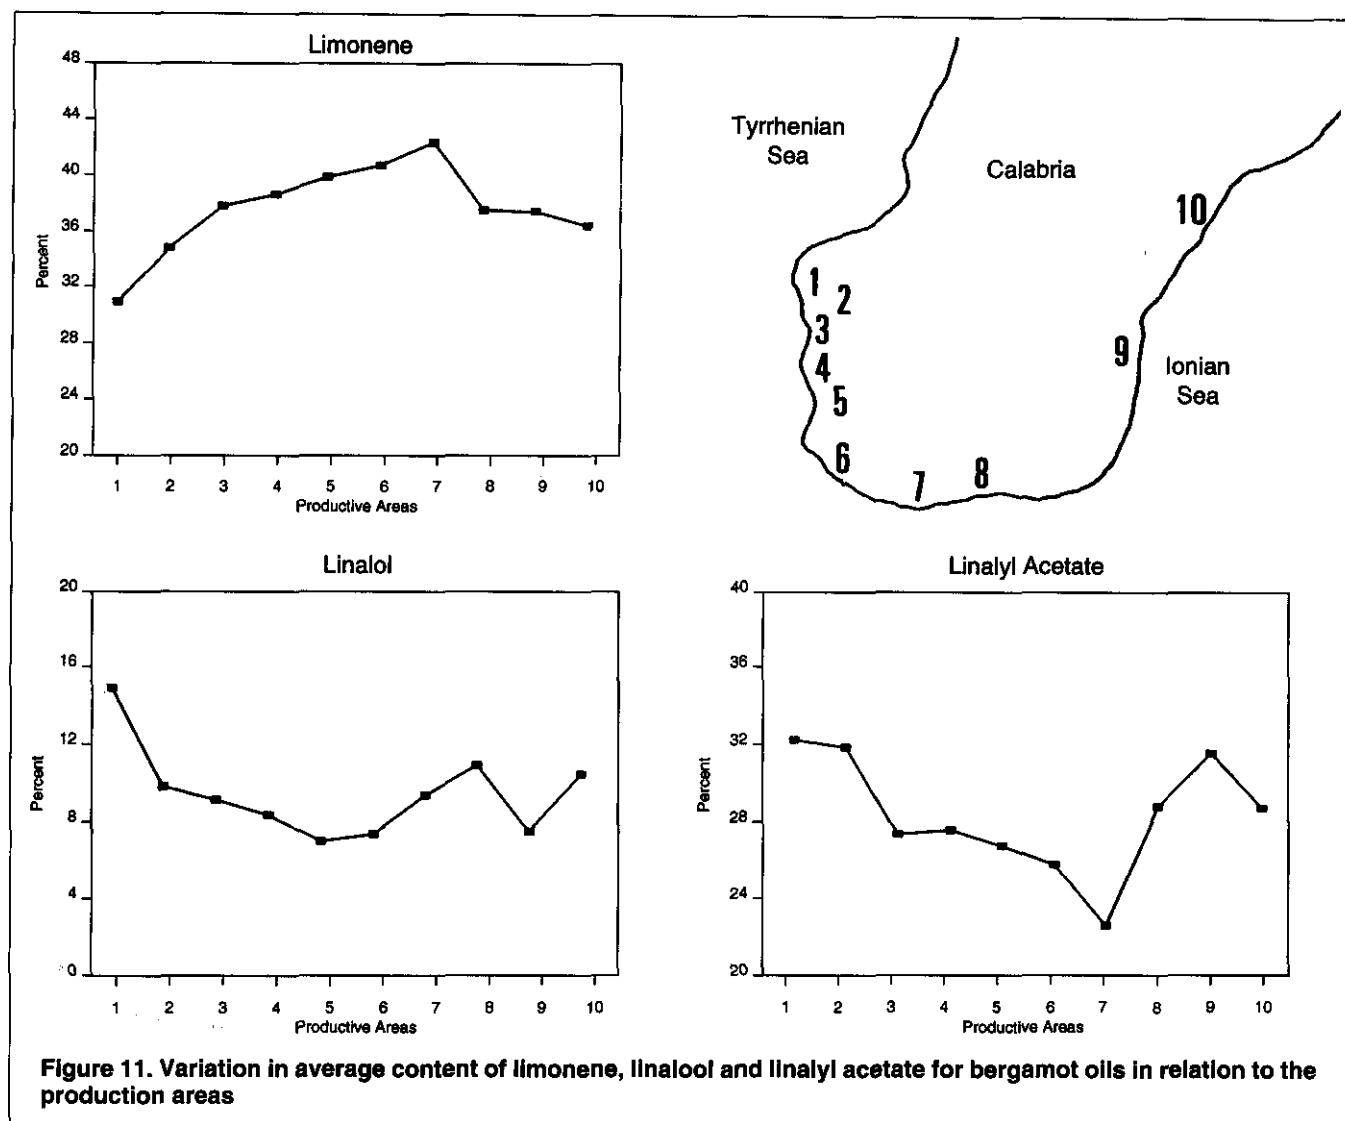 Limonene
48
44
40
36
32
28
24
20
Percent
1 2 3 4 5 6 7 8 9 10
Productive Areas
Tyrrhenian
Sea
Calabria
Ionian
Sea
1
2
3
4
5
6
7
8
9
10
Linalol
20
16
12
8
4
0
Percent
1 2 3 4 5 6 7 8 9 10
Productive Areas
Linalyl Acetate
40
36
32
28
24
20
Percent
1 2 3 4 5 6 7 8 9 10
Productive Areas
Figure 11. Variation in average content of limonene, linalool and linalyl acetate for bergamot oils in relation to the
production areas